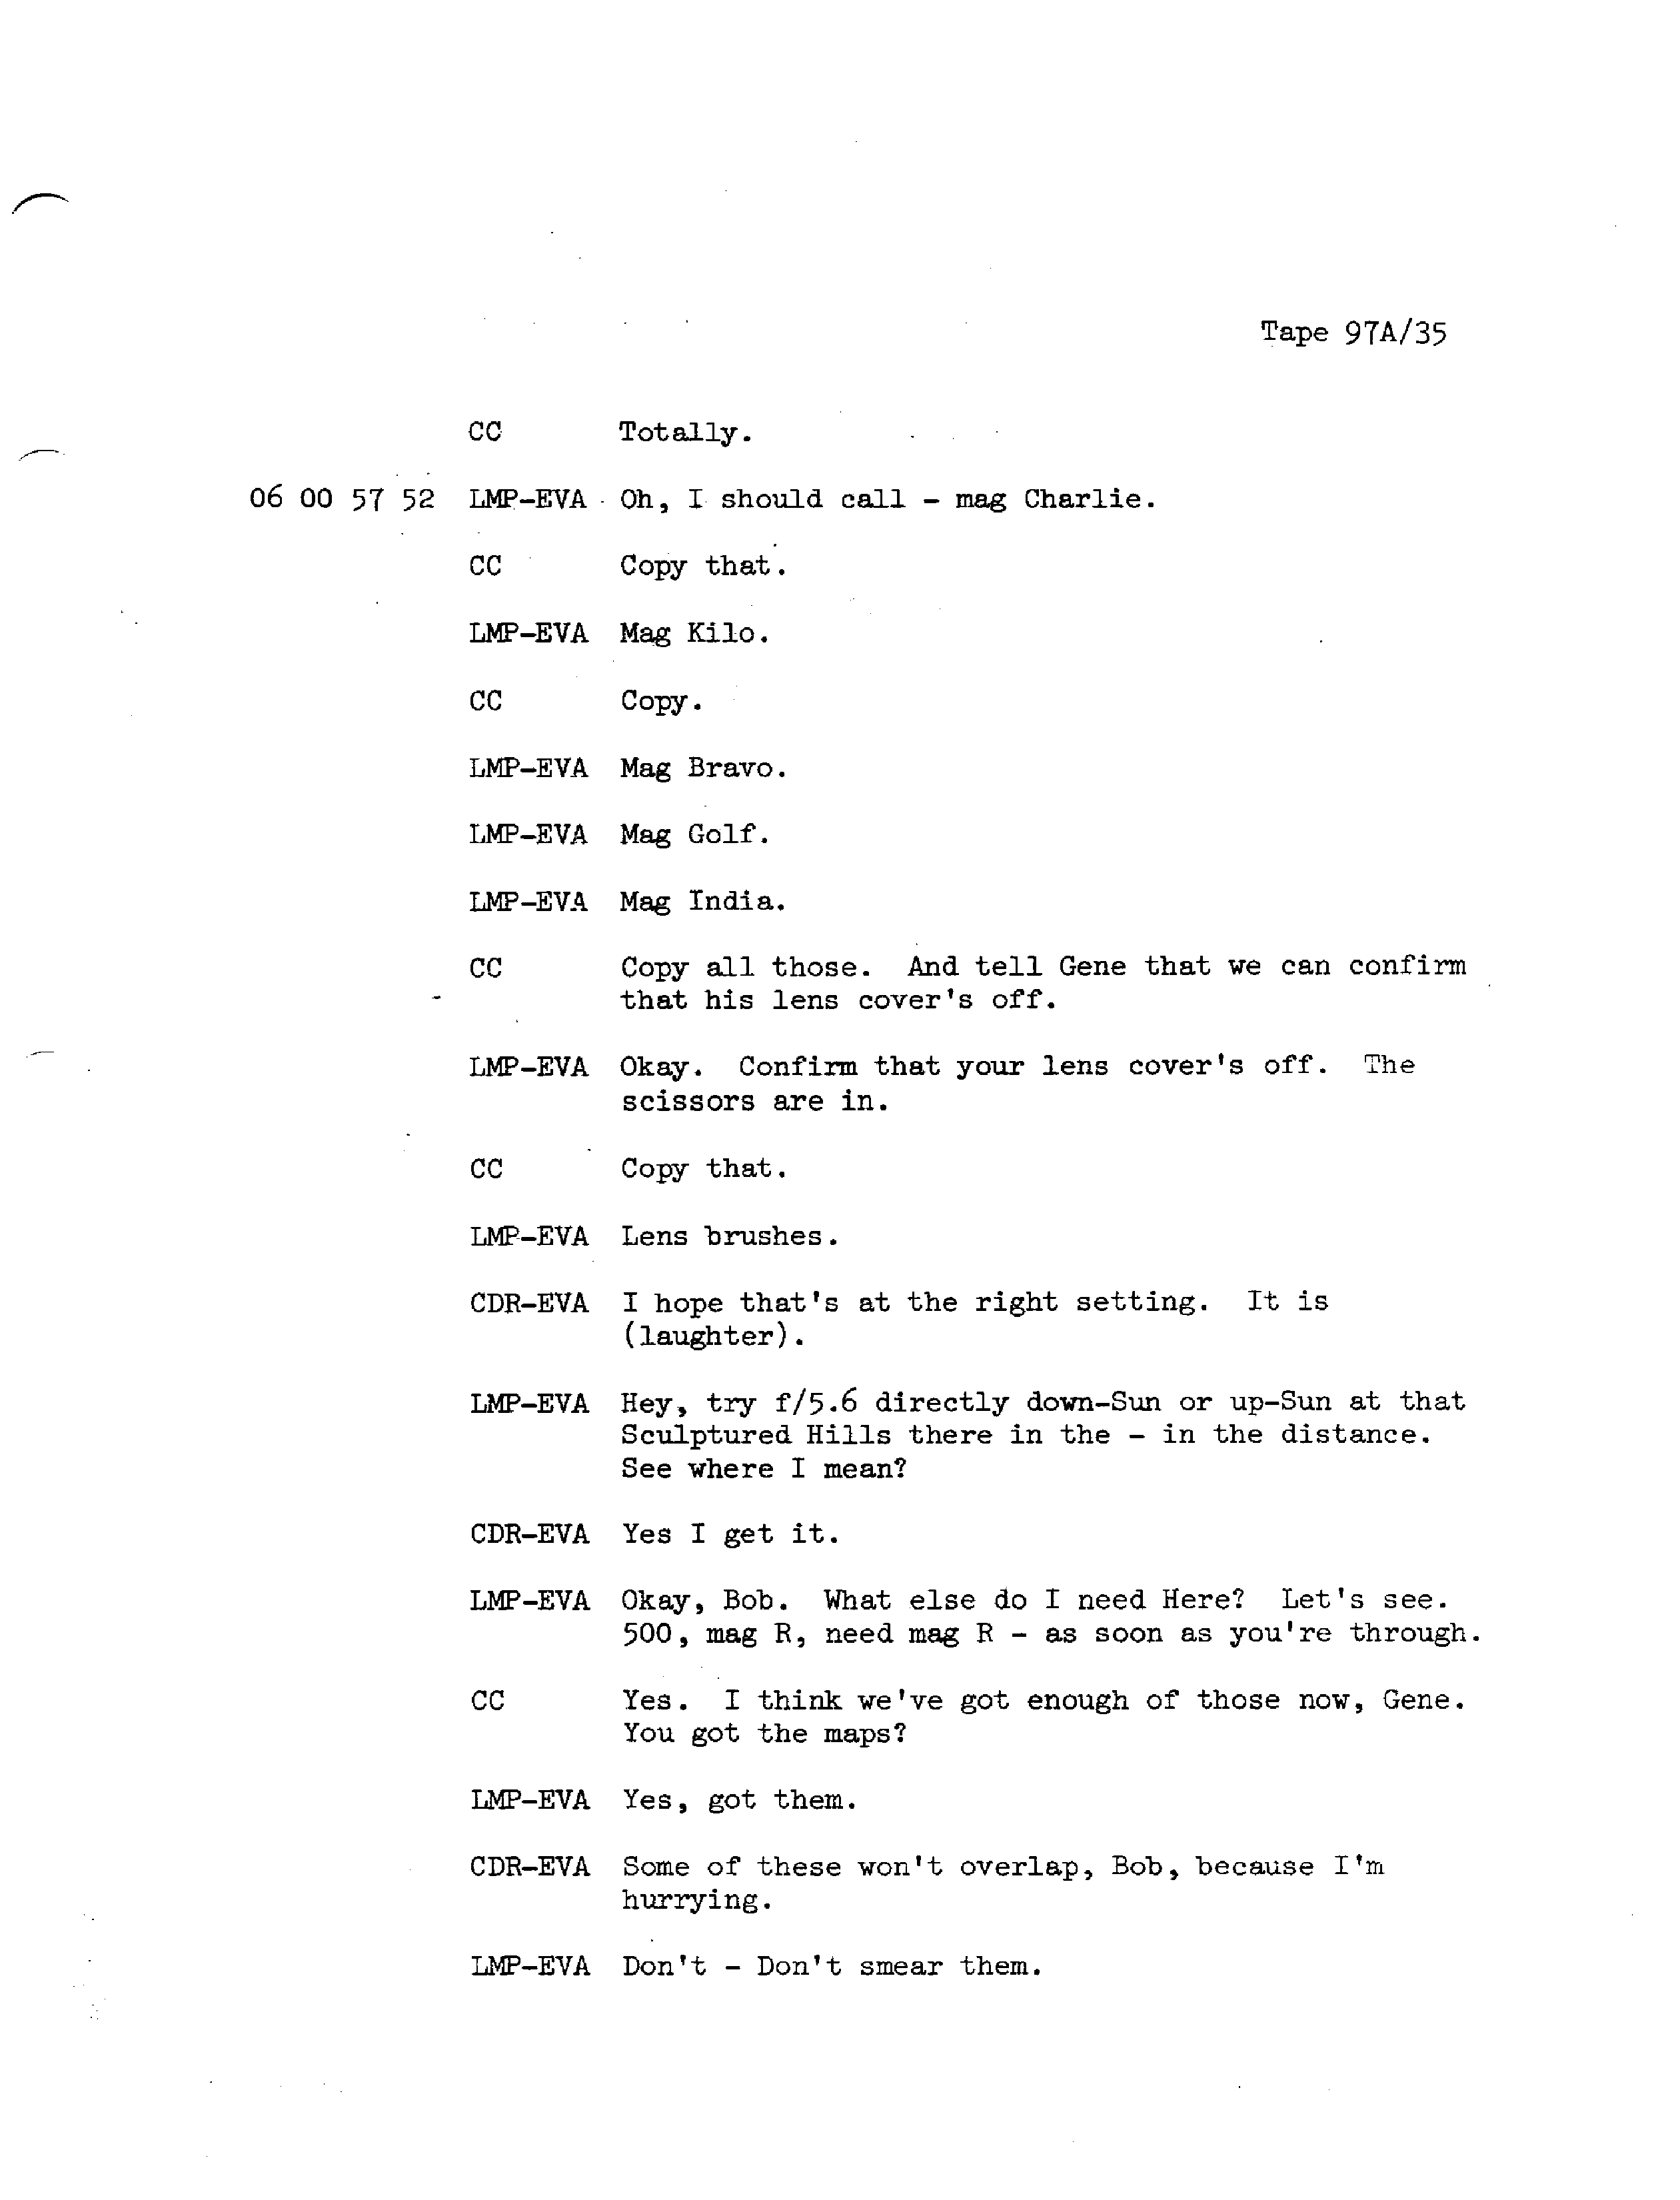 Tape 97A/35
CC Totally.
06 00 57 52 LMP-EVA Oh, I should call - mag Charlie.
CC Copy that.
LMP-EVA Mag Kilo.
CC Copy.
LMP-EVA Mag Bravo.
LMP-EVA Mag Golf.
LMP-EVA Mag India.
CC Copy all those. And tell Gene that we can confirm
that his lens cover's off.
LMP-EVA Okay. Confirm that your lens cover's off. The
scissors are in.
CC Copy that.
LMP-EVA Lens brushes.
CDR-EVA I hope that's at the right setting. It is
(laughter).
LMP-EVA Hey, try f/5.6 directly down-Sun or up-Sun at that
Sculptured Hills there in the - in the distance.
See where I mean?
CDR-EVA Yes I get it.
LMP-EVA Okay, Bob. What else do I need Here? Let's see.
500, mag R, need mag R - as soon as you're through.
CC Yes. I think we've got enough of those now, Gene.
You got the maps?
LMP-EVA Yes, got them.
CDR-EVA Some of these won't overlap, Bob, because I'm
hurrying.
LMP-EVA Don't - Don't smear them.